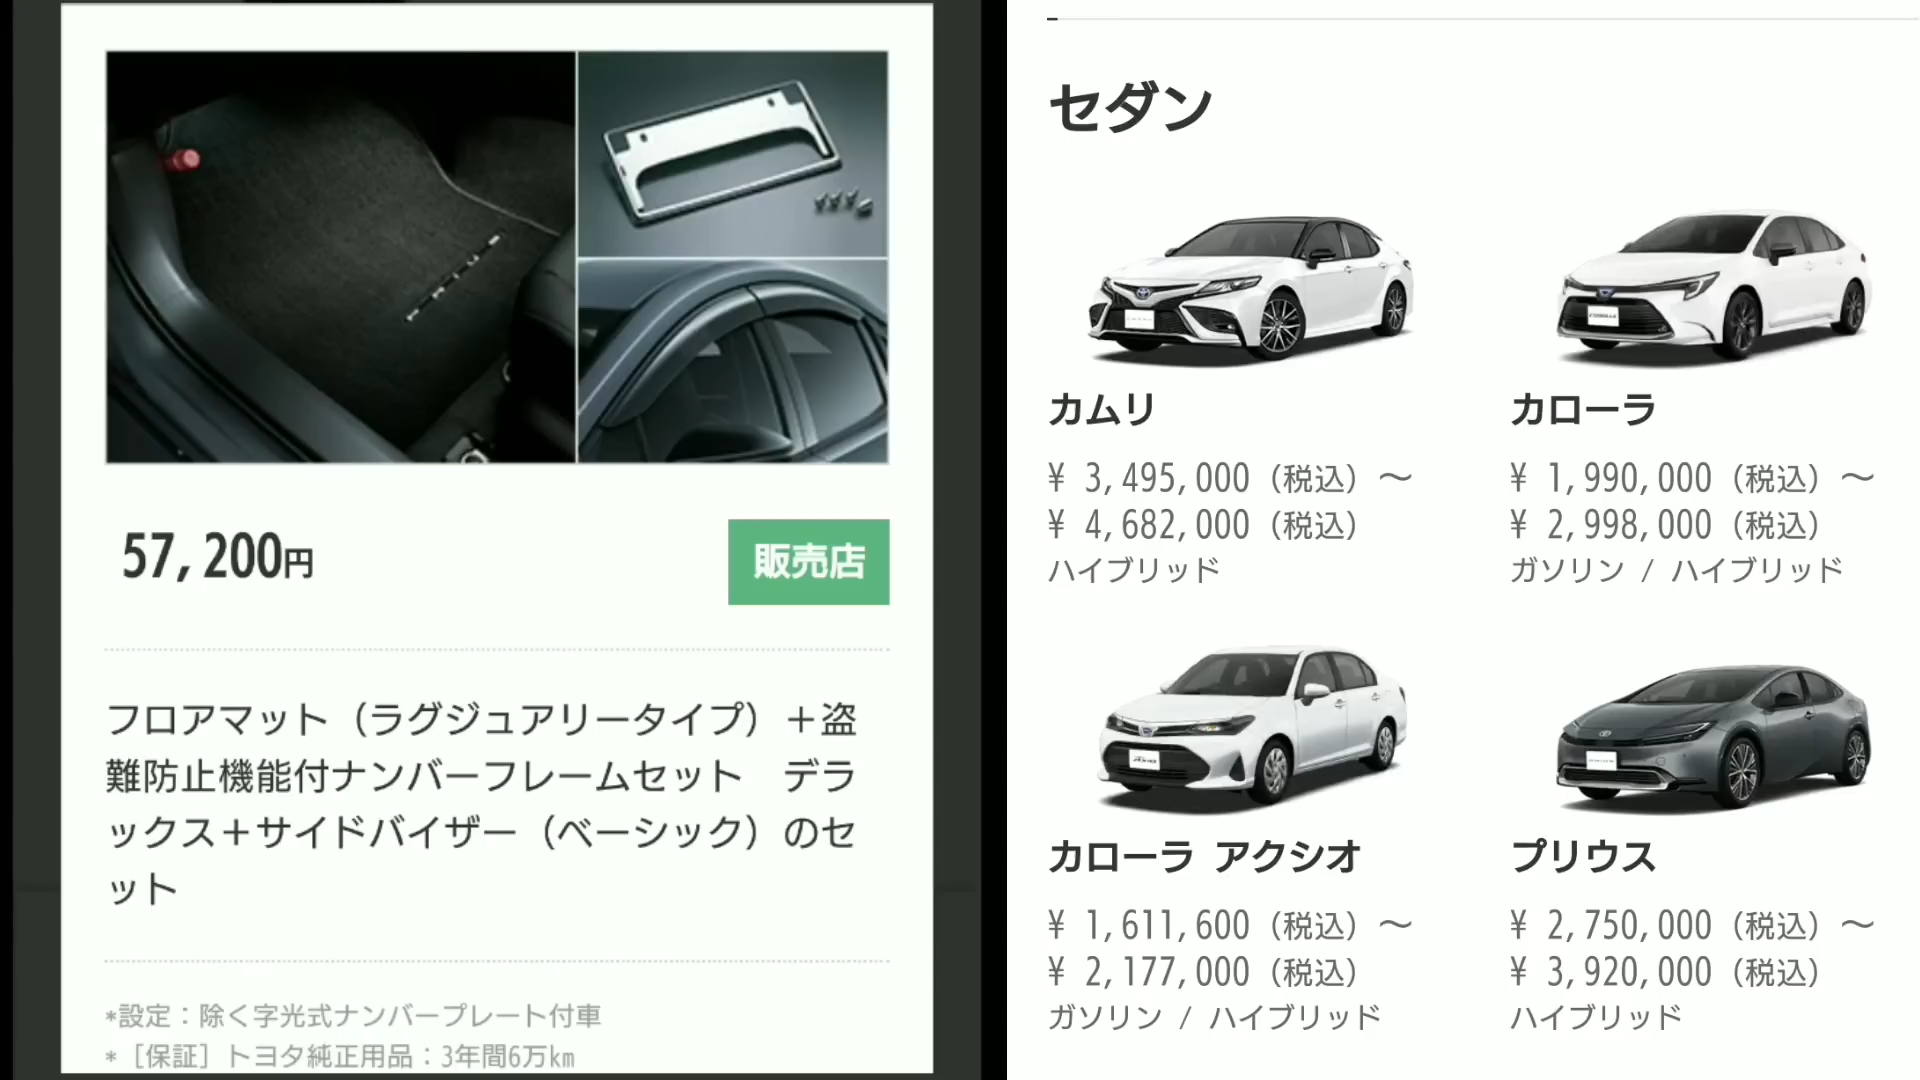 57,200円
販売店
フロアマット（ラグジュアリータイプ）＋盗
難防止機能付ナンバーフレームセット　デラ
ックス＋サイドバイザー（ベーシック）のセ
ット
*設定：除く字光式ナンバープレート付車
*［保証］トヨタ純正用品：3年間6万km
セダン
カムリ
¥ 3,495,000（税込）～
¥ 4,682,000（税込）
ハイブリッド
カローラ
¥ 1,990,000（税込）～
¥ 2,998,000（税込）
ガソリン / ハイブリッド
カローラ アクシオ
¥ 1,611,600（税込）～
¥ 2,177,000（税込）
ガソリン / ハイブリッド
プリウス
¥ 2,750,000（税込）～
¥ 3,920,000（税込）
ハイブリッド